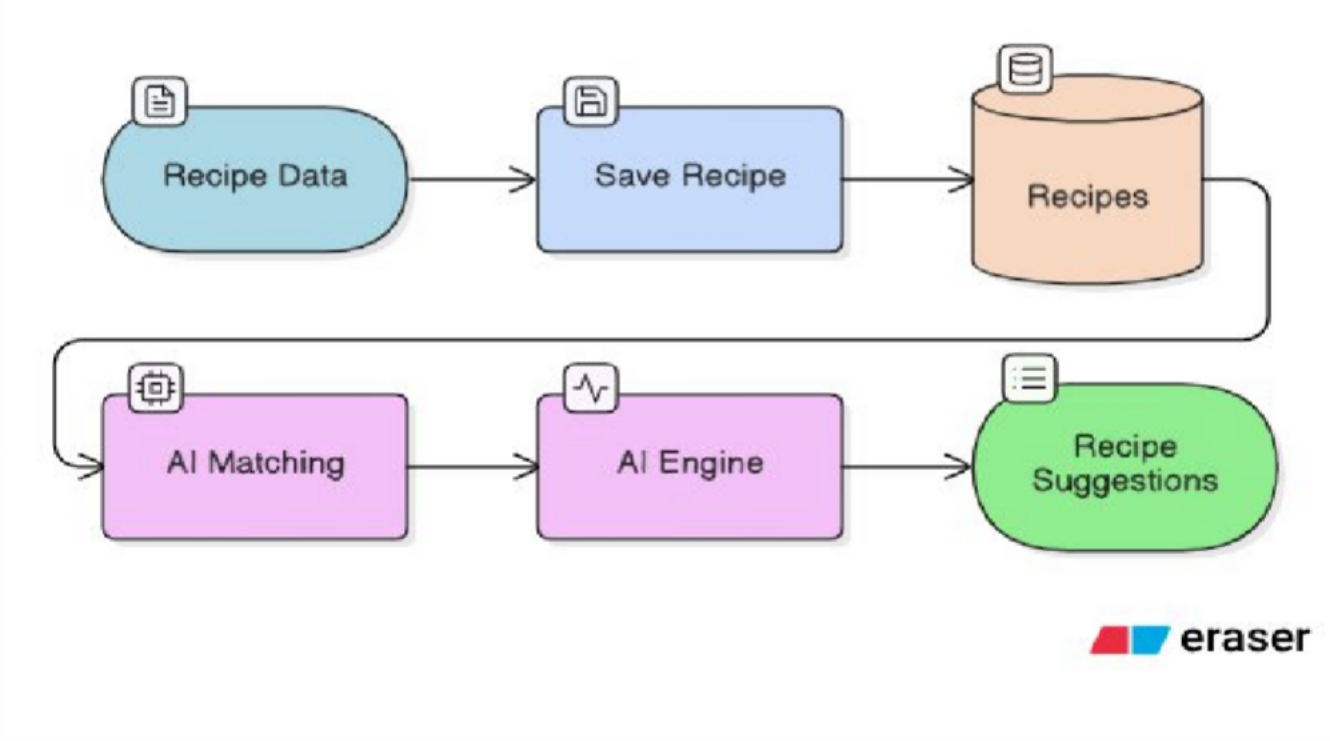 Recipe Data
Save Recipe
Recipes
AI Matching
AI Engine
Recipe
Suggestions
eraser